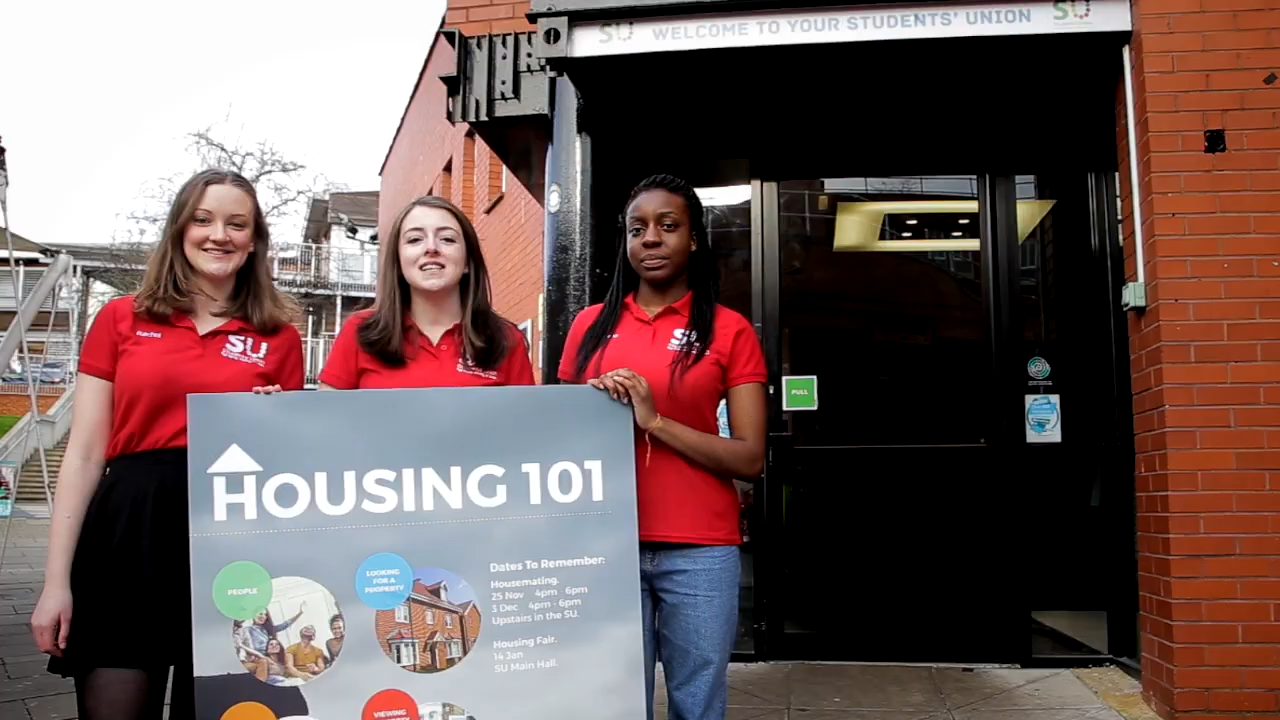 SU WELCOME TO YOUR STUDENTS' UNION SU
Rachel
SU
SU
PULL
HOUSING 101
PEOPLE
LOOKING
FOR A
PROPERTY
Dates To Remember:
Housemating.
25 Nov 4pm - 6pm
3 Dec 4pm - 6pm
Upstairs in the SU.
Housing Fair.
14 Jan
SU Main Hall.
VIEWING